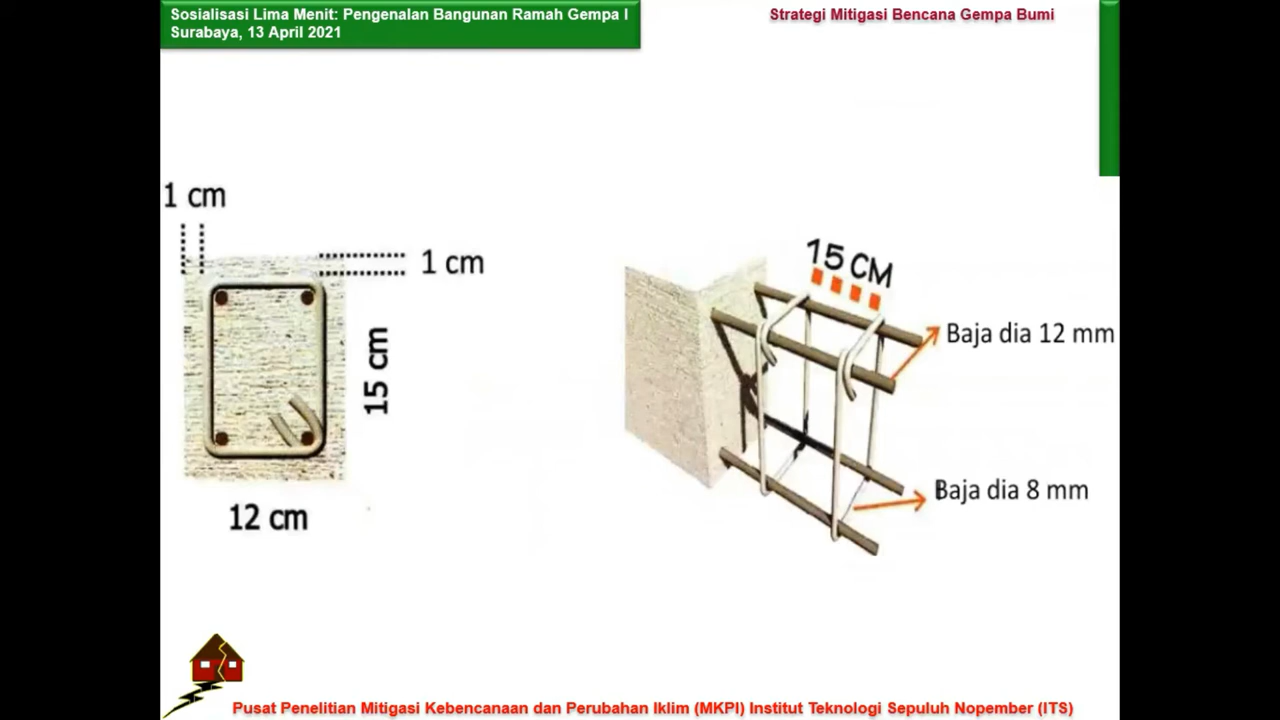 Sosialisasi Lima Menit: Pengenalan Bangunan Ramah Gempa I
Surabaya, 13 April 2021
Strategi Mitigasi Bencana Gempa Bumi
1 cm
1 cm
15 cm
12 cm
15 CM
Baja dia 12 mm
Baja dia 8 mm
Pusat Penelitian Mitigasi Kebencanaan dan Perubahan Iklim (MKPI) Institut Teknologi Sepuluh Nopember (ITS)